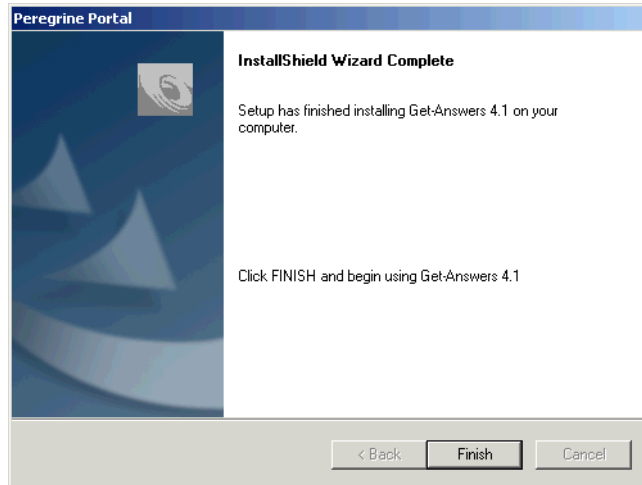 Peregrine Portal
InstallShield Wizard Complete
Setup has finished installing Get-Answers 4.1 on your
computer.
Click FINISH and begin using Get-Answers 4.1
< Back
Finish
Cancel